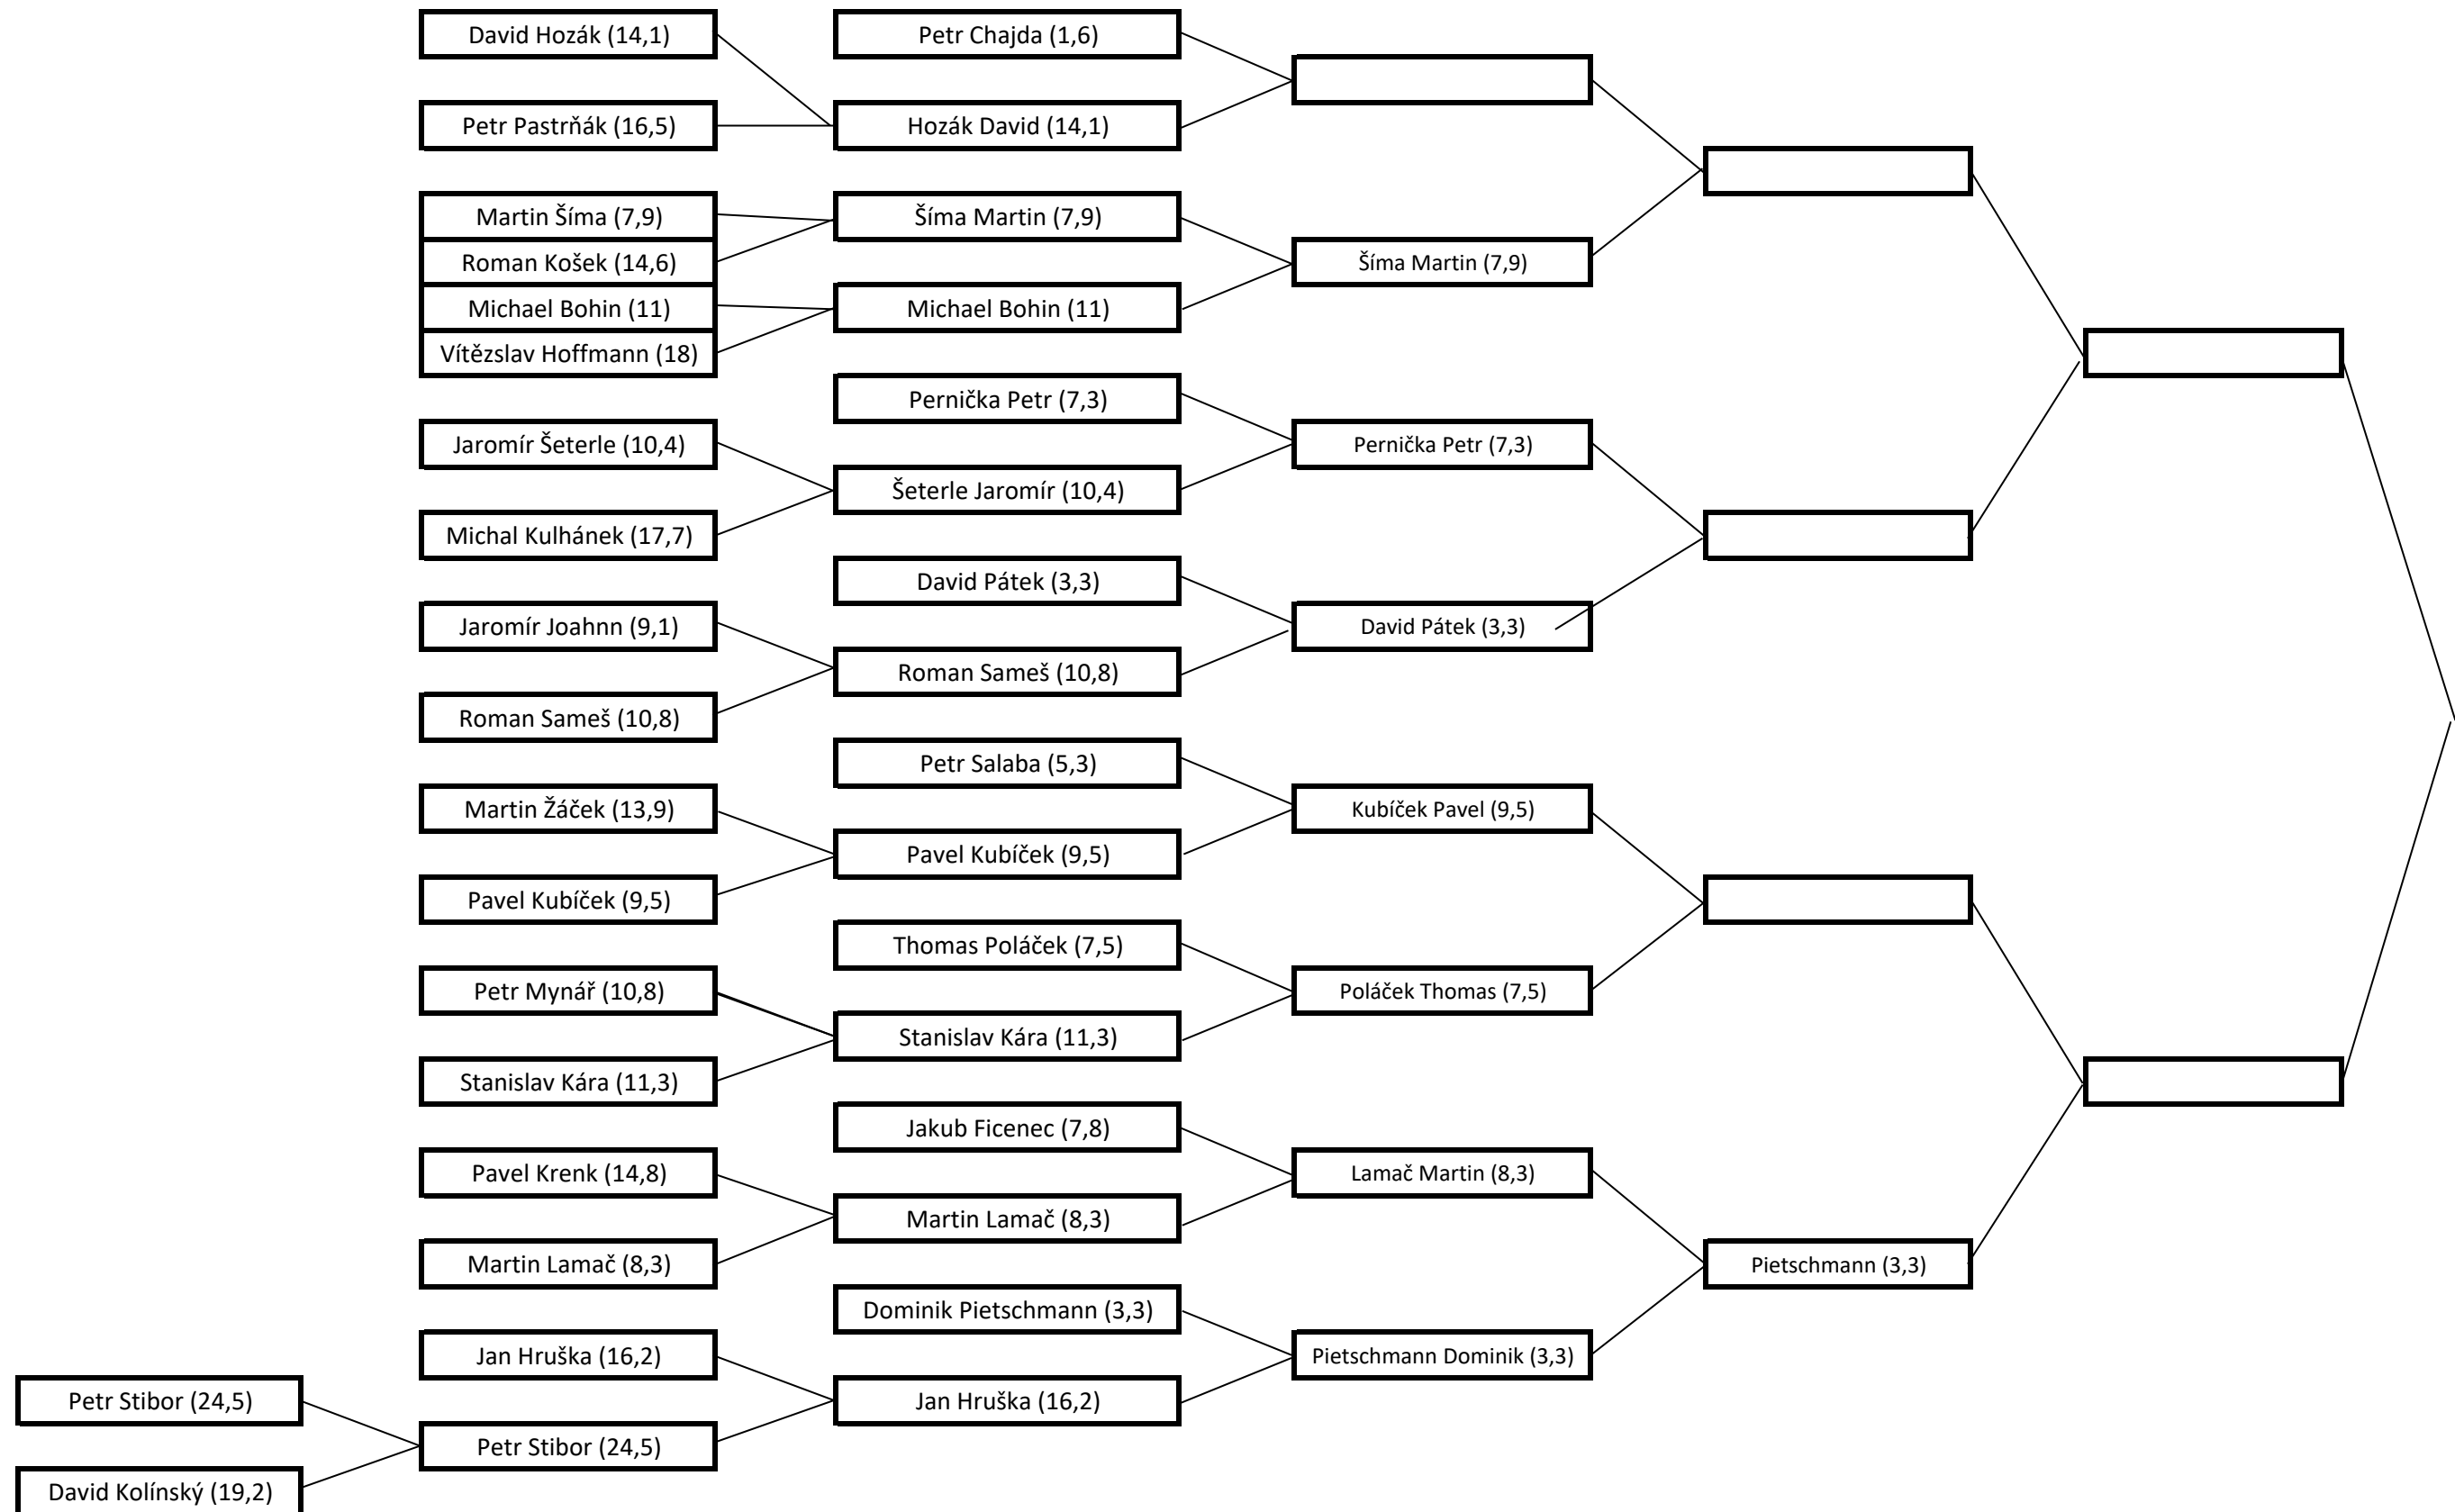 David Hozák (14,1)
Petr Pastrňák (16,5)
Martin Šíma (7,9)
Roman Košek (14,6)
Michael Bohin (11)
Vítězslav Hoffmann (18)
Jaromír Šeterle (10,4)
Michal Kulhánek (17,7)
Jaromír Joahnn (9,1)
Roman Sameš (10,8)
Martin Žáček (13,9)
Pavel Kubíček (9,5)
Petr Mynář (10,8)
Stanislav Kára (11,3)
Pavel Krenk (14,8)
Martin Lamač (8,3)
Jan Hruška (16,2)
Petr Stibor (24,5)
Petr Stibor (24,5)
David Kolínský (19,2)
Petr Chajda (1,6)
Hozák David (14,1)
Šíma Martin (7,9)
Michael Bohin (11)
Pernička Petr (7,3)
Šeterle Jaromír (10,4)
David Pátek (3,3)
Roman Sameš (10,8)
Petr Salaba (5,3)
Pavel Kubíček (9,5)
Thomas Poláček (7,5)
Stanislav Kára (11,3)
Jakub Ficenec (7,8)
Martin Lamač (8,3)
Dominik Pietschmann (3,3)
Jan Hruška (16,2)
Šíma Martin (7,9)
Pernička Petr (7,3)
David Pátek (3,3)
Kubíček Pavel (9,5)
Poláček Thomas (7,5)
Lamač Martin (8,3)
Pietschmann Dominik (3,3)
Pietschmann (3,3)